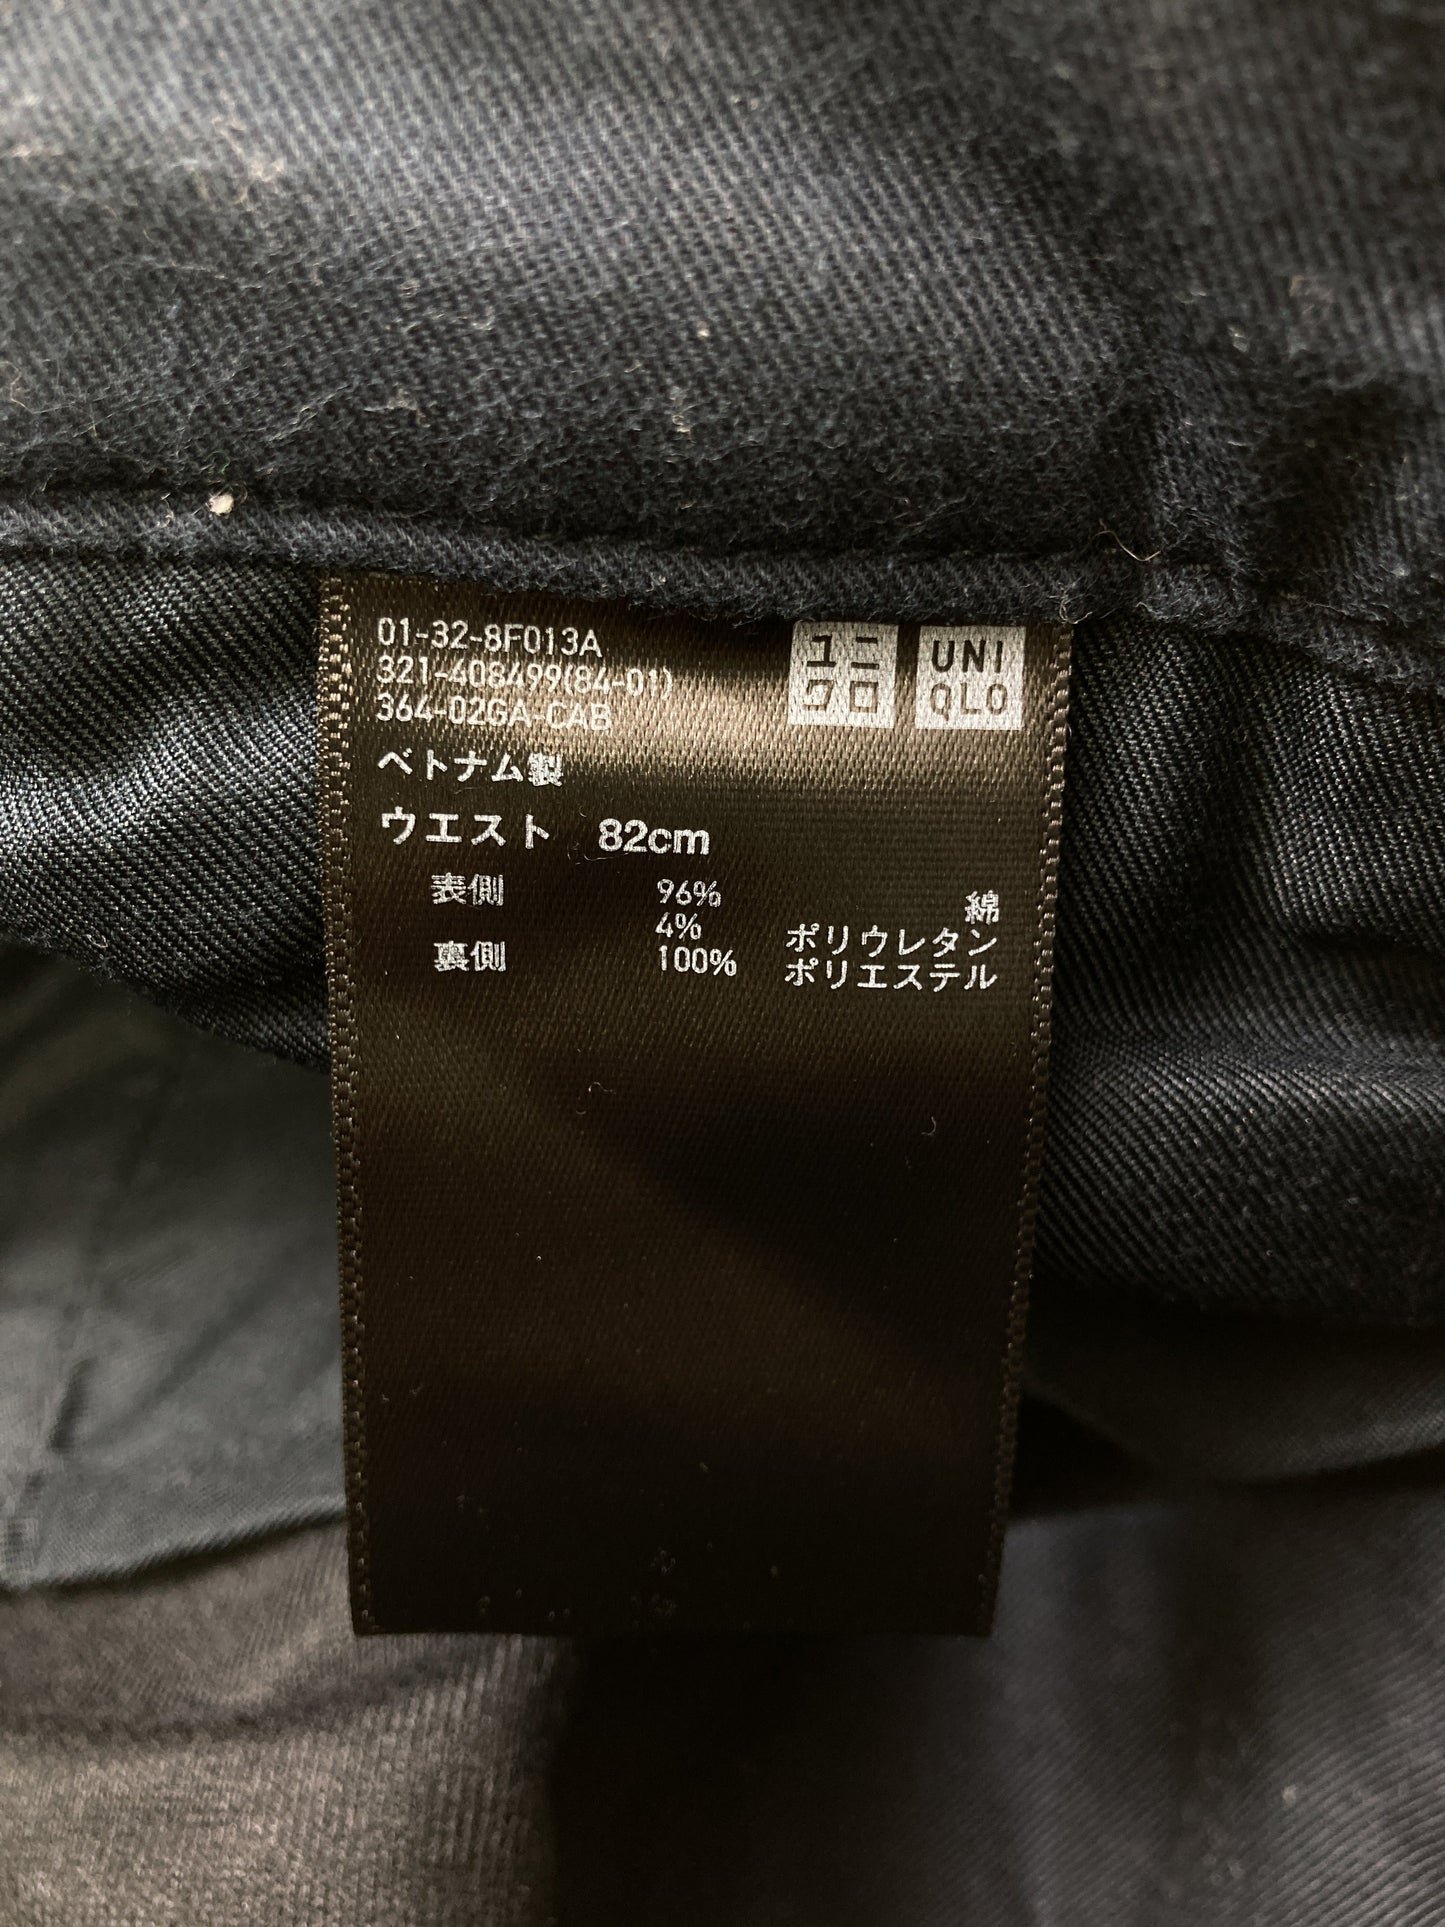 01-32-8F013A
321-408499(84-01)
364-02GA-CAB
ユニ
クロ
UNI
QLO
ベトナム製
ウエスト 82cm
表側 96% 綿
4% ポリウレタン
裏側 100% ポリエステル